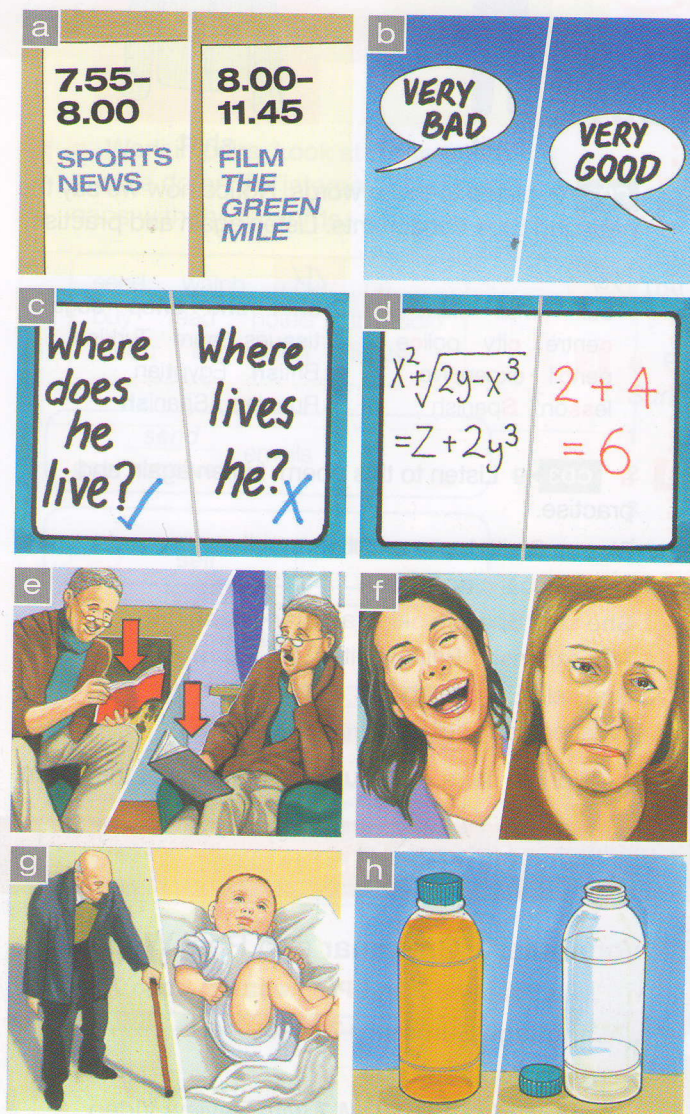 a
7.55–
8.00
SPORTS
NEWS
8.00–
11.45
FILM
THE
GREEN
MILE
b
VERY
BAD
VERY
GOOD
c
Where
does
he
live? ✓
Where
lives
he? X
d
x² + √2y-x³
= Z + 2y³
2 + 4
= 6
e
f
g
h